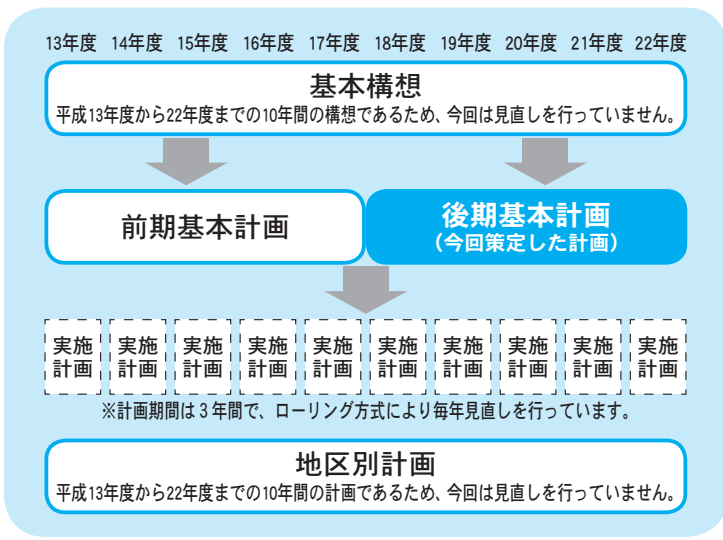 13年度 14年度 15年度 16年度 17年度 18年度 19年度 20年度 21年度 22年度
基本構想
平成13年度から22年度までの10年間の構想であるため、今回は見直しを行っていません。
前期基本計画
後期基本計画
(今回策定した計画)
実施 実施 実施 実施 実施 実施 実施 実施 実施 実施
計画 計画 計画 計画 計画 計画 計画 計画 計画 計画
※計画期間は3年間で、ローリング方式により毎年見直しを行っています。
地区別計画
平成13年度から22年度までの10年間の計画であるため、今回は見直しを行っていません。